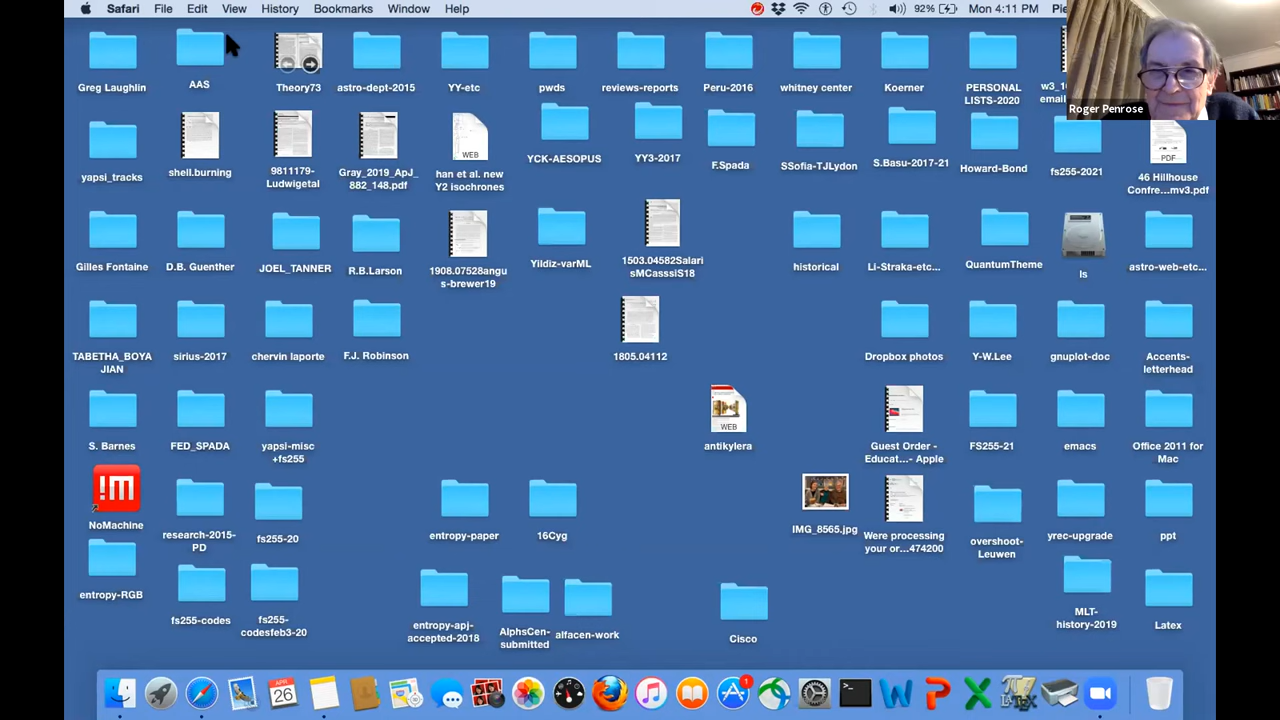 Safari File Edit View History Bookmarks Window Help 92% Mon 4:11 PM
Roger Penrose
Greg Laughlin
AAS
Theory73
astro-dept-2015
YY-etc
pwds
reviews-reports
Peru-2016
whitney center
Koerner
PERSONAL
LISTS-2020
yapsi_tracks
shell.burning
9811179-
Ludwigetal
Gray_2019_ApJ_
882_148.pdf
WEB
han et al. new
Y2 isochrones
YCK-AESOPUS
YY3-2017
F.Spada
SSofia-TJLydon
S.Basu-2017-21
Howard-Bond
fs255-2021
PDF
46 Hillhouse
Confre...mv3.pdf
Gilles Fontaine
D.B. Guenther
JOEL_TANNER
R.B.Larson
1908.07528angu
s-brewer19
Yildiz-varML
1503.04582Salari
sMCasssiS18
historical
Li-Straka-etc...
QuantumTheme
ls
astro-web-etc...
TABETHA_BOYA
JIAN
sirius-2017
chervin laporte
F.J. Robinson
1805.04112
Dropbox photos
Y-W.Lee
gnuplot-doc
Accents-
letterhead
S. Barnes
FED_SPADA
yapsi-misc
+fs255
WEB
antikylera
Guest Order -
Educat...- Apple
FS255-21
emacs
Office 2011 for
Mac
!M
NoMachine
research-2015-
PD
fs255-20
entropy-paper
16Cyg
IMG_8565.jpg
Were processing
your or...474200
overshoot-
Leuwen
yrec-upgrade
ppt
entropy-RGB
fs255-codes
fs255-
codesfeb3-20
entropy-apj-
accepted-2018
AlphsCen-
submitted
alfacen-work
Cisco
MLT-
history-2019
Latex
APR
26
1